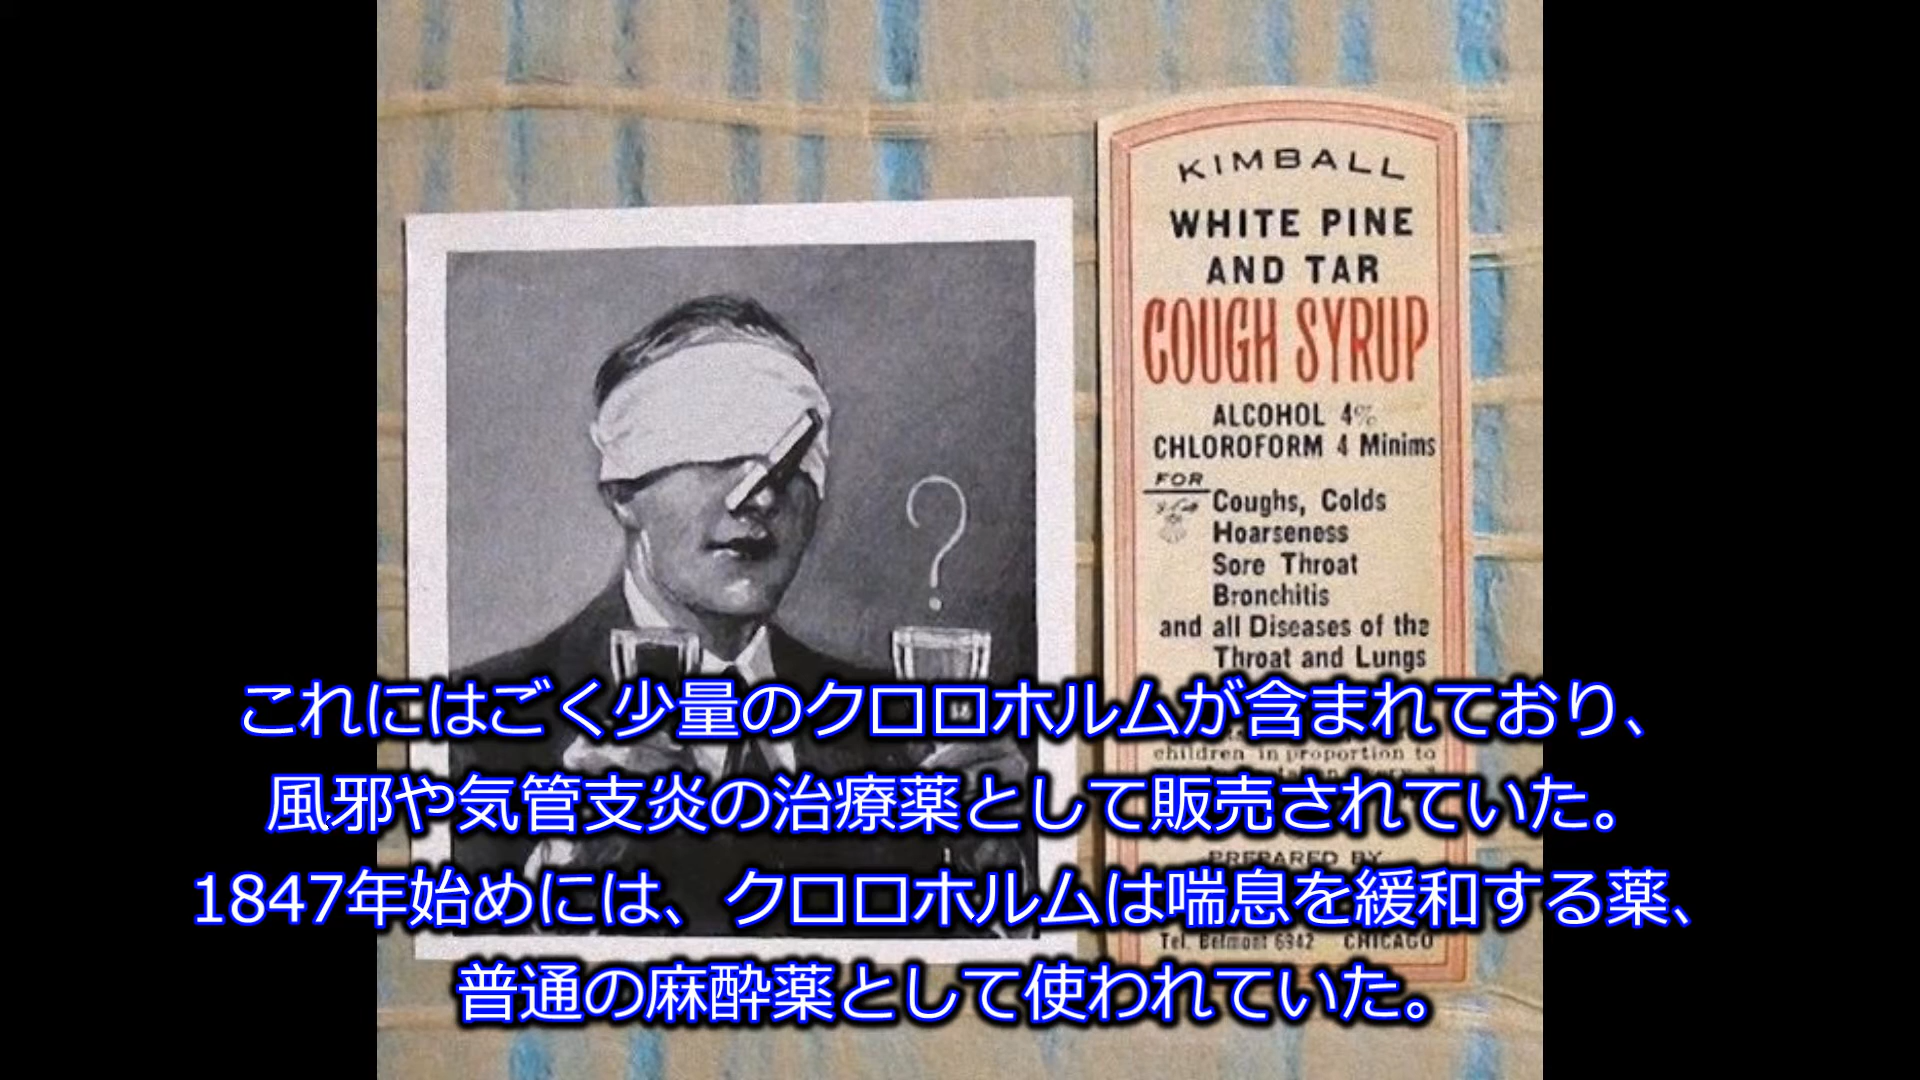 KIMBALL
WHITE PINE
AND TAR
COUGH SYRUP
ALCOHOL 4%
CHLOROFORM 4 Minims
FOR
Coughs, Colds
Hoarseness
Sore Throat
Bronchitis
and all Diseases of the
Throat and Lungs
?
これにはごく少量のクロロホルムが含まれており、
children in proportion to
風邪や気管支炎の治療薬として販売されていた。
PREPARED BY
1847年始めには、クロロホルムは喘息を緩和する薬、
Tel. Belmont 6942 CHICAGO
普通の麻酔薬として使われていた。